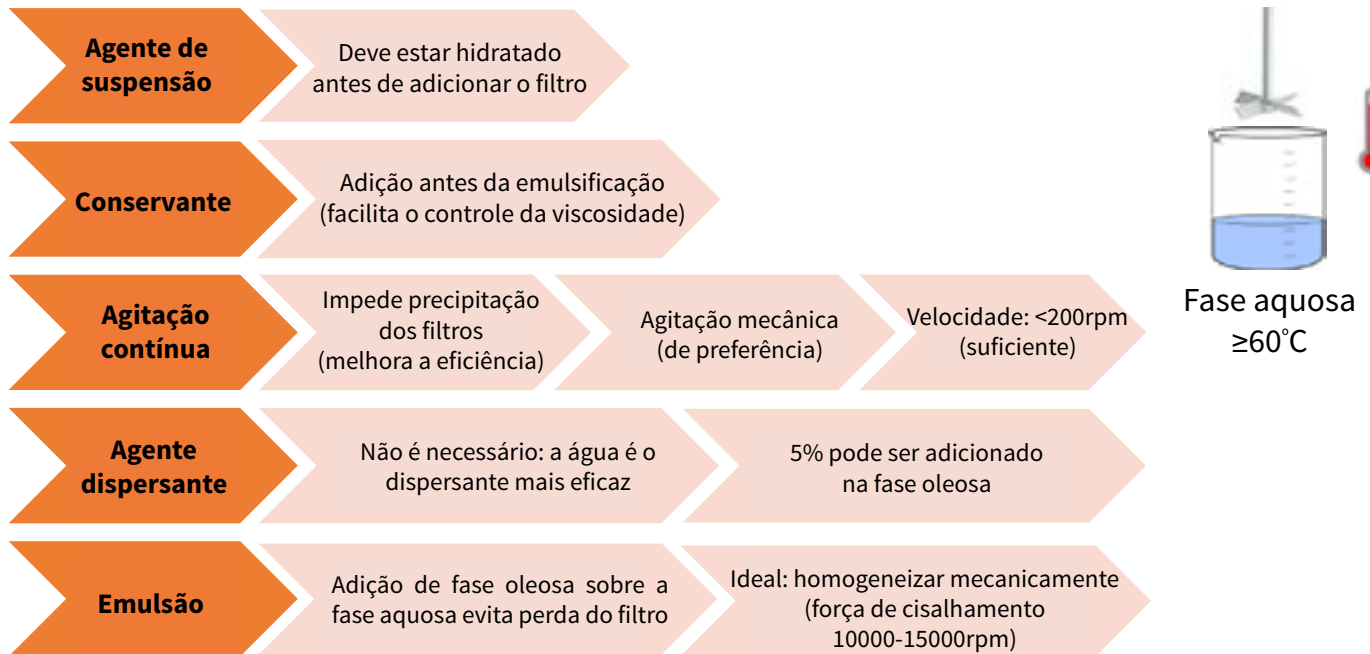 Agente de
suspensão
Deve estar hidratado
antes de adicionar o filtro
Conservante
Adição antes da emulsificação
(facilita o controle da viscosidade)
Agitação
contínua
Impede precipitação
dos filtros
(melhora a eficiência)
Agitação mecânica
(de preferência)
Velocidade: <200rpm
(suficiente)
Fase aquosa
≥60°C
Agente
dispersante
Não é necessário: a água é o
dispersante mais eficaz
5% pode ser adicionado
na fase oleosa
Emulsão
Adição de fase oleosa sobre a
fase aquosa evita perda do filtro
Ideal: homogeneizar mecanicamente
(força de cisalhamento
10000-15000rpm)